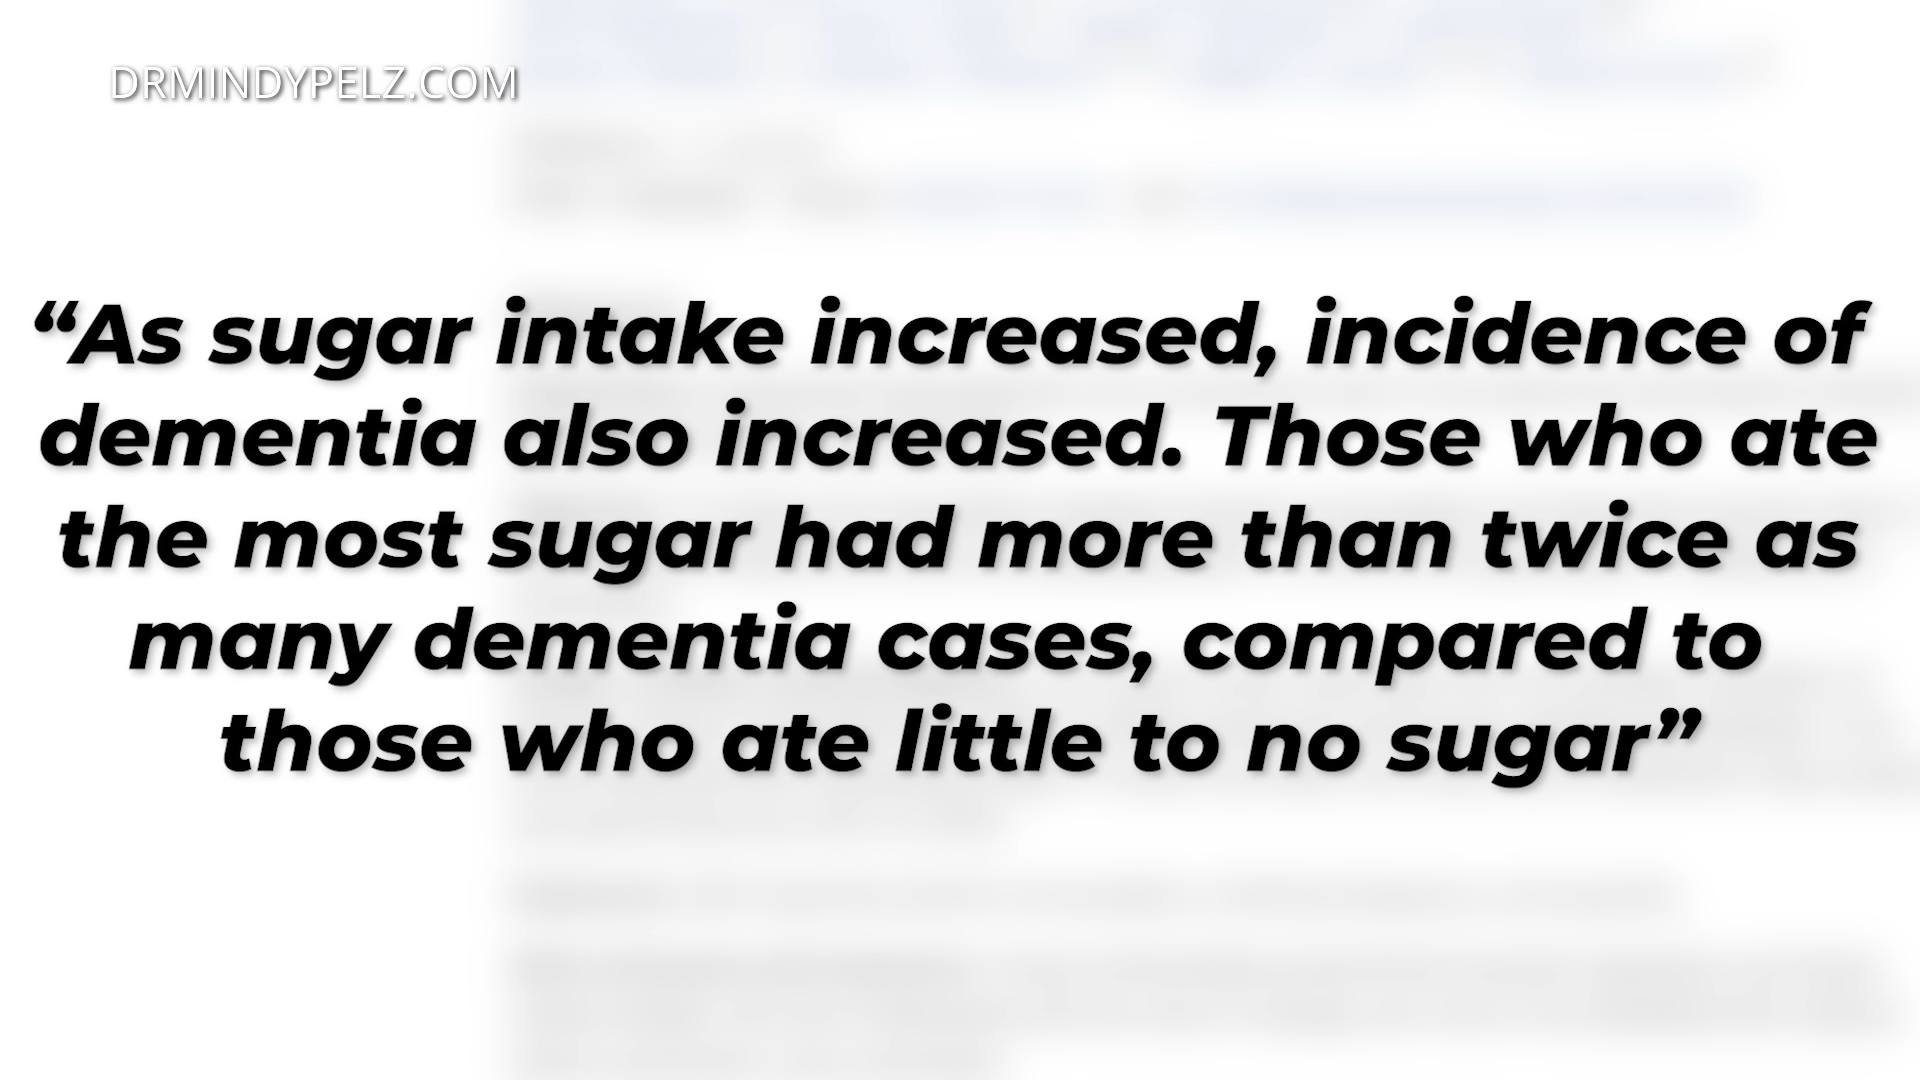 DRMINDYPELZ.COM
“As sugar intake increased, incidence of
dementia also increased. Those who ate
the most sugar had more than twice as
many dementia cases, compared to
those who ate little to no sugar”